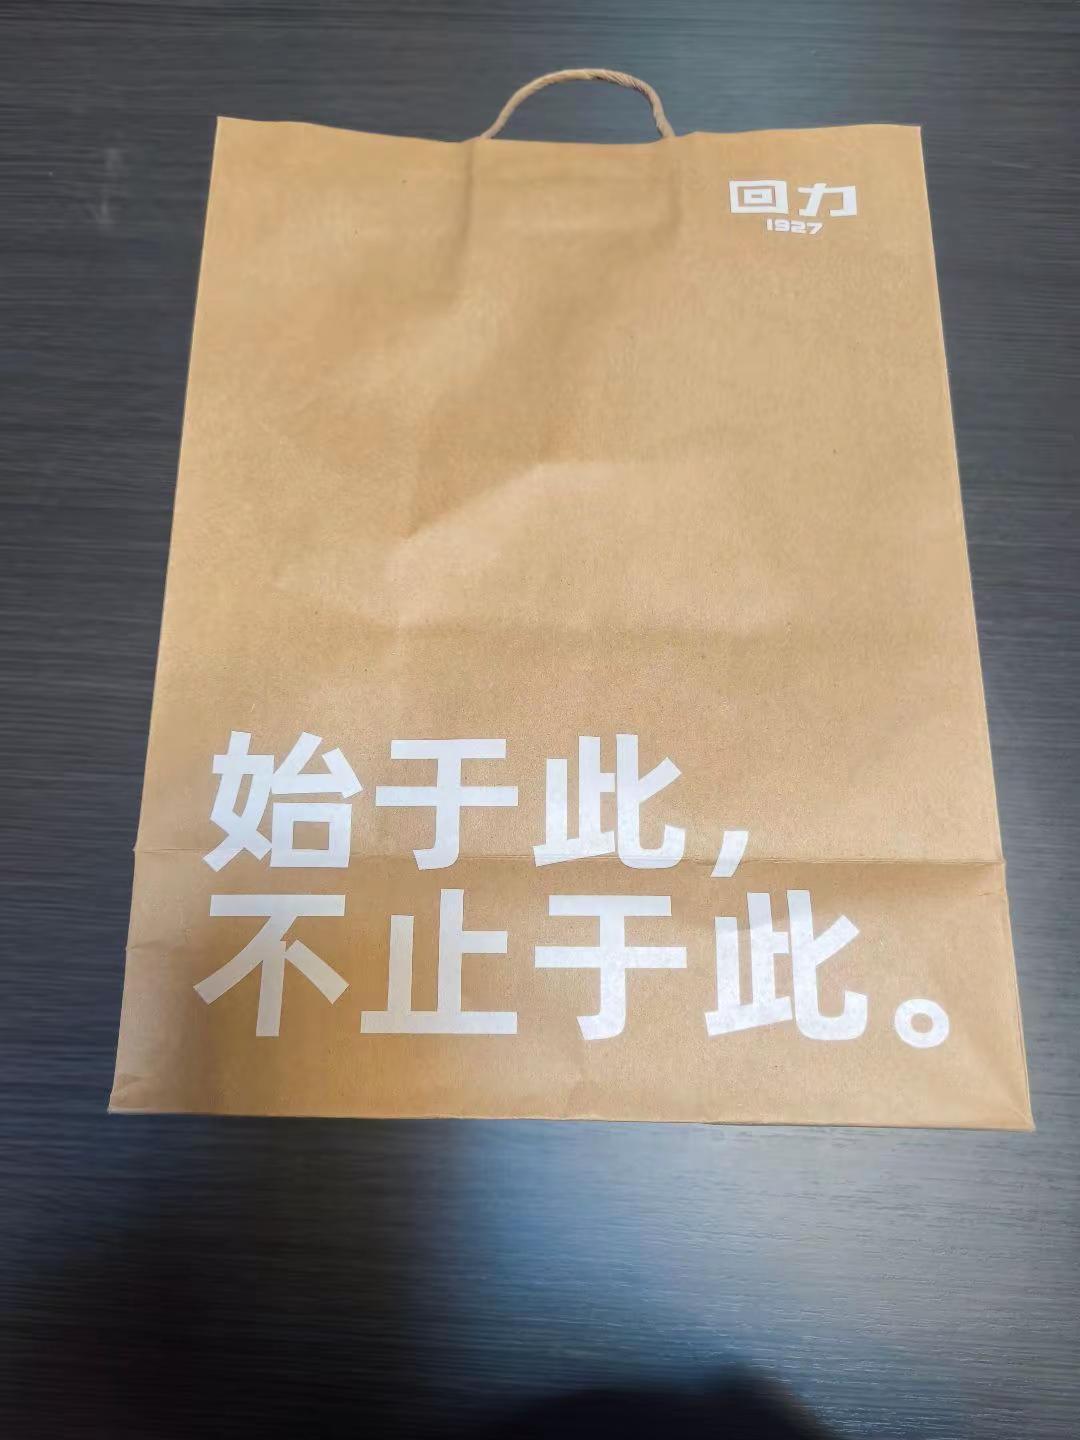 回力
1927
始于此,
不止于此。